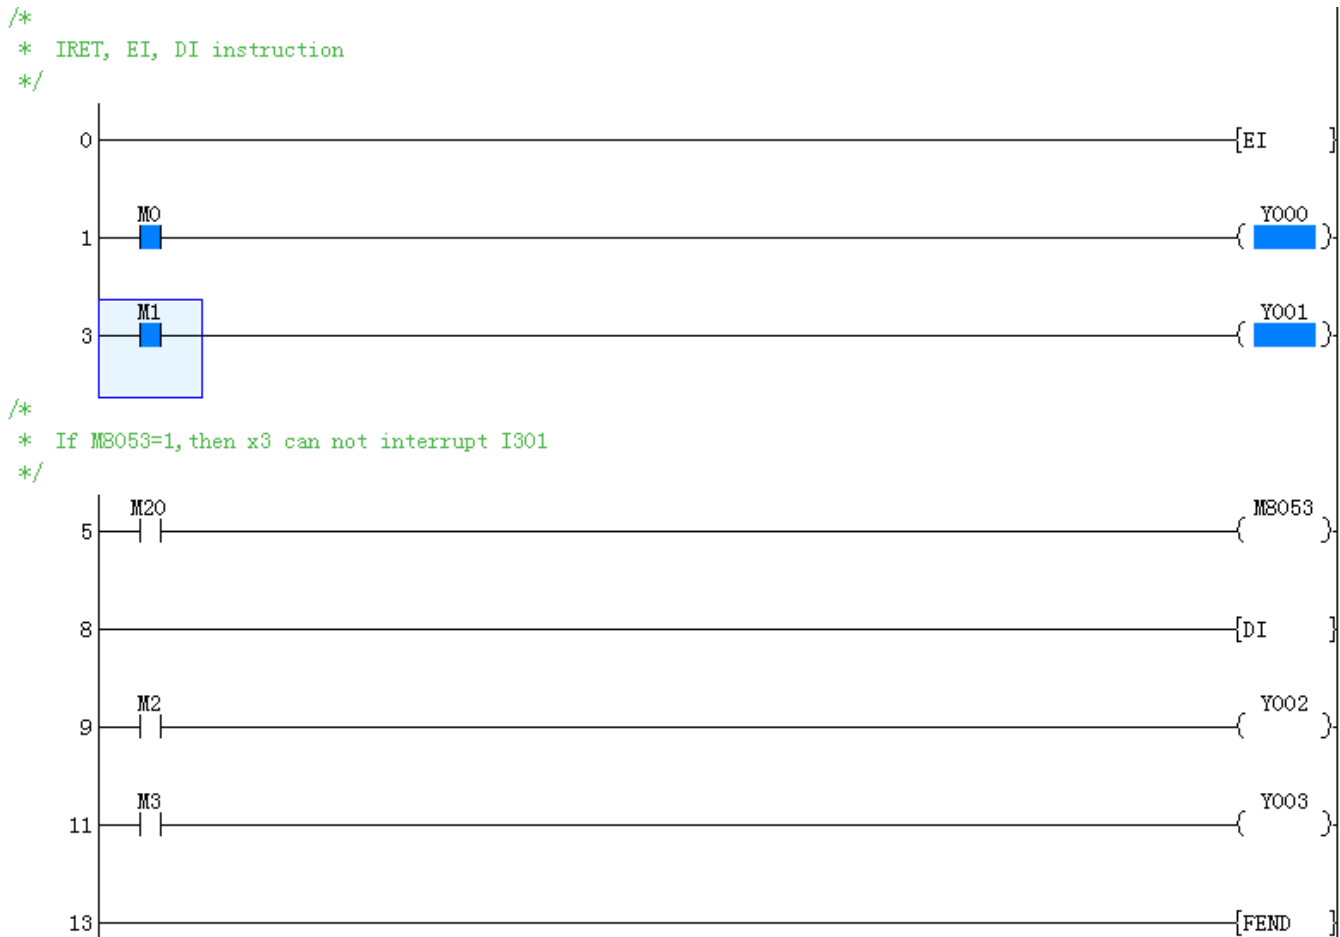 /*
* IRET, EI, DI instruction
*/
0 [EI ]
M0 Y000
1 ( )
M1 Y001
3 ( )
/*
* If M8053=1,then x3 can not interrupt I301
*/
M20 M8053
5 ( )
8 [DI ]
M2 Y002
9 ( )
M3 Y003
11 ( )
13 [FEND ]